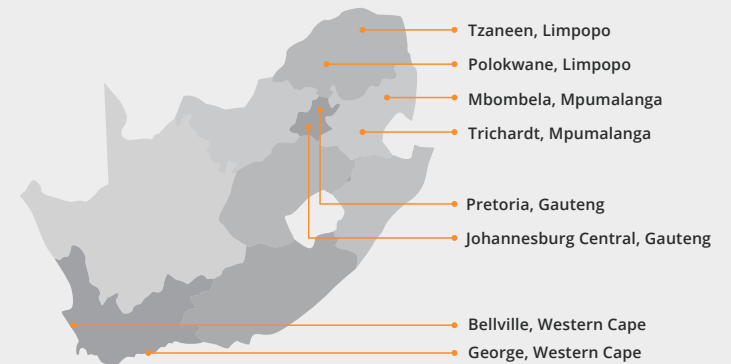 Tzaneen, Limpopo
Polokwane, Limpopo
Mbombela, Mpumalanga
Trichardt, Mpumalanga
Pretoria, Gauteng
Johannesburg Central, Gauteng
Bellville, Western Cape
George, Western Cape